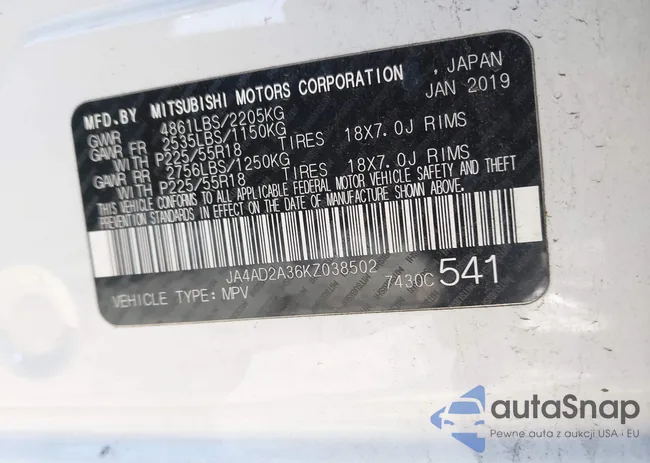 MFD.BY MITSUBISHI MOTORS CORPORATION , JAPAN
GVWR 4861LBS/2205KG JAN 2019
GAWR FR 2535LBS/1150KG
WITH P225/55R18 TIRES 18X7.0J RIMS
GAWR RR 2756LBS/1250KG
WITH P225/55R18 TIRES 18X7.0J RIMS
THIS VEHICLE CONFORMS TO ALL APPLICABLE FEDERAL MOTOR VEHICLE SAFETY AND THEFT
PREVENTION STANDARDS IN EFFECT ON THE DATE OF MANUFACTURE SHOWN ABOVE.
JA4AD2A36KZ038502 7430C 541
VEHICLE TYPE: MPV
autaSnap
Pewne auta z aukcji USA i EU